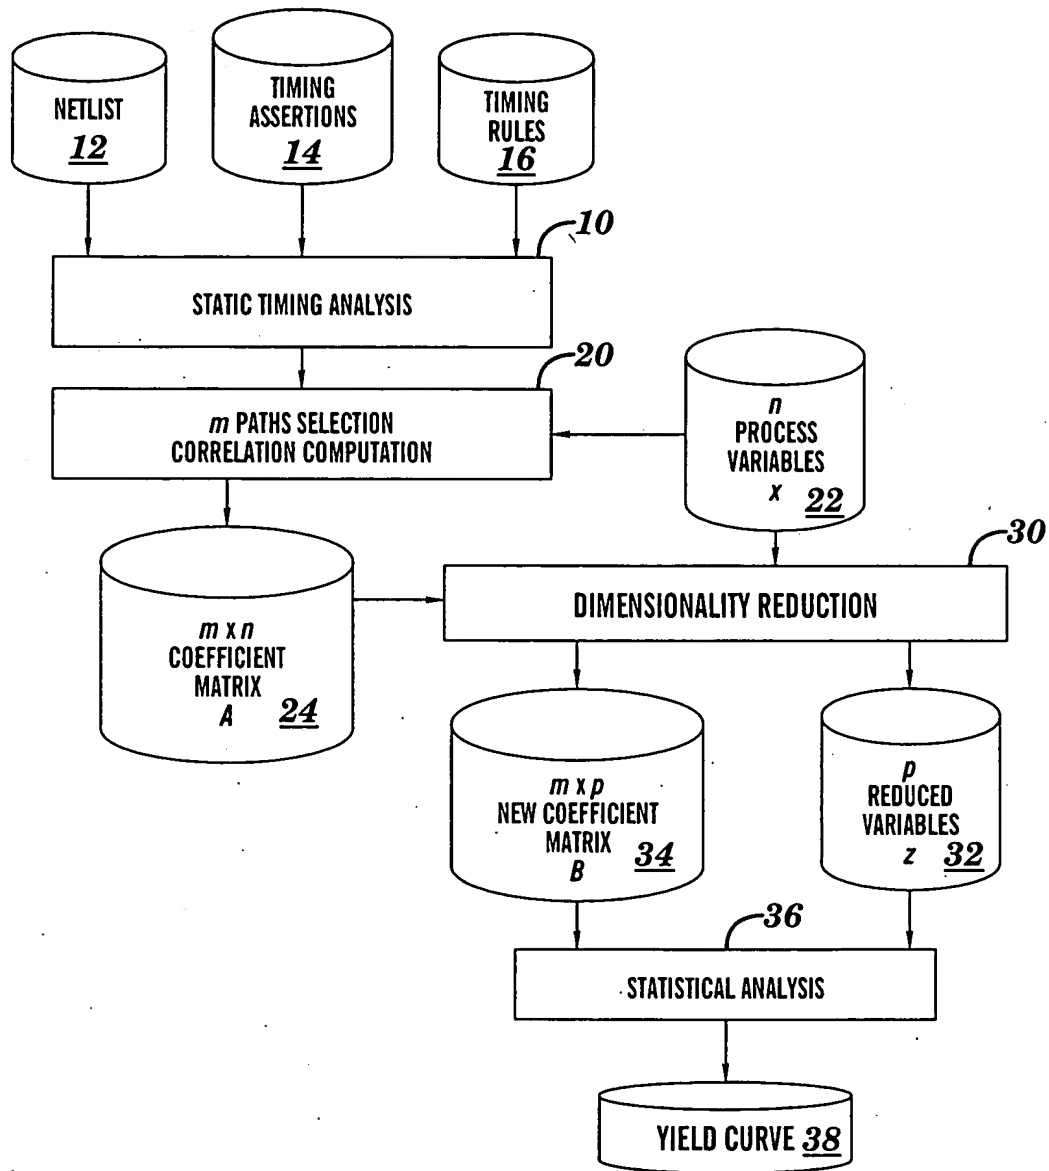 NETLIST
12
TIMING
ASSERTIONS
14
TIMING
RULES
16
10
STATIC TIMING ANALYSIS
20
m PATHS SELECTION
CORRELATION COMPUTATION
n
PROCESS
VARIABLES
x 22
30
DIMENSIONALITY REDUCTION
m x n
COEFFICIENT
MATRIX
A 24
m x p
NEW COEFFICIENT
MATRIX
B 34
p
REDUCED
VARIABLES
z 32
36
STATISTICAL ANALYSIS
YIELD CURVE 38